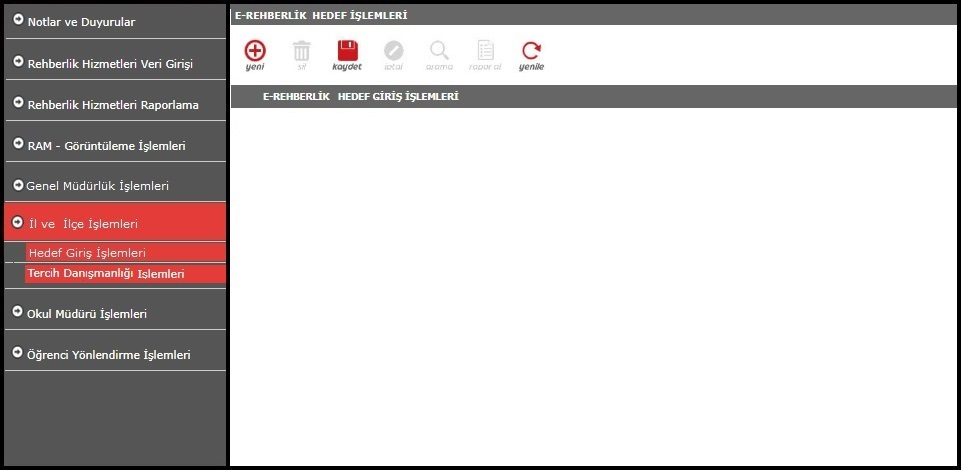 Notlar ve Duyurular
Rehberlik Hizmetleri Veri Girişi
Rehberlik Hizmetleri Raporlama
RAM - Görüntüleme İşlemleri
Genel Müdürlük İşlemleri
İl ve İlçe İşlemleri
Hedef Giriş İşlemleri
Tercih Danışmanlığı İşlemleri
Okul Müdürü İşlemleri
Öğrenci Yönlendirme İşlemleri
E-REHBERLİK HEDEF İŞLEMLERİ
yeni sil kaydet iptal arama rapor al yenile
E-REHBERLİK HEDEF GİRİŞ İŞLEMLERİ